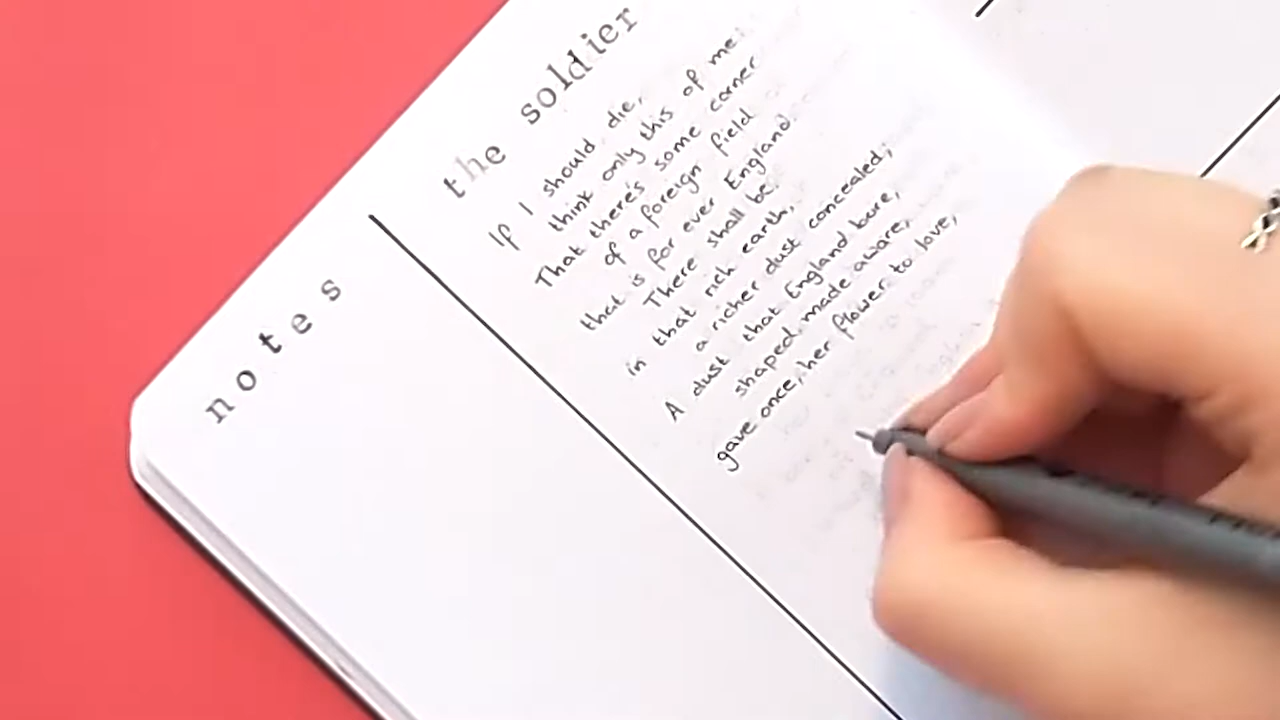 the soldier
If I should die,
think only this of me:
That there's some corner
of a foreign field
that is for ever England.
There shall be
in that rich earth,
a richer dust concealed;
A dust that England bore,
shaped, made aware,
gave once, her flower to love,
notes